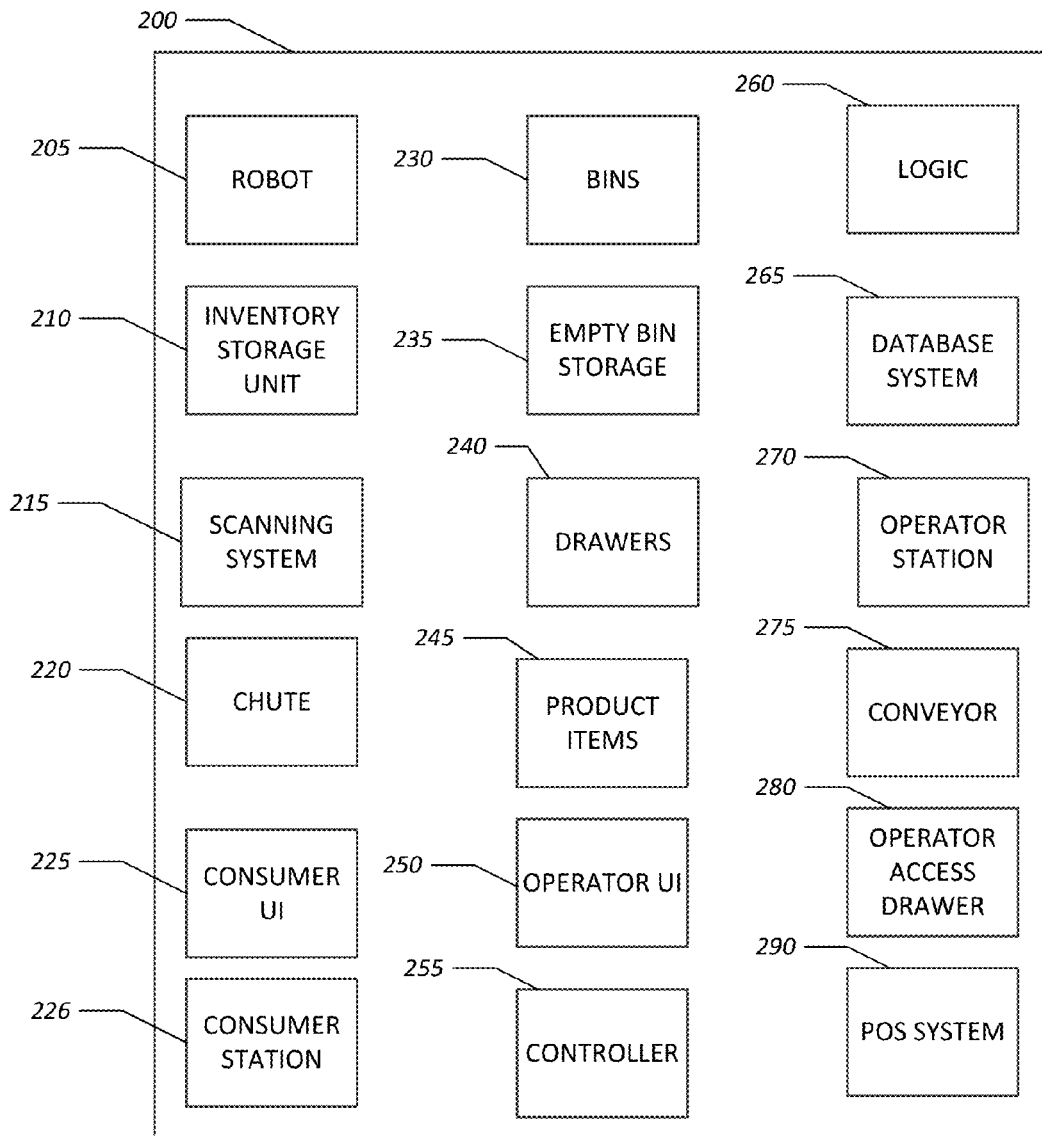 200
205
ROBOT
230
BINS
260
LOGIC
210
INVENTORY
STORAGE
UNIT
235
EMPTY BIN
STORAGE
265
DATABASE
SYSTEM
215
SCANNING
SYSTEM
240
DRAWERS
270
OPERATOR
STATION
220
CHUTE
245
PRODUCT
ITEMS
275
CONVEYOR
225
CONSUMER
UI
250
OPERATOR UI
280
OPERATOR
ACCESS
DRAWER
226
CONSUMER
STATION
255
CONTROLLER
290
POS SYSTEM